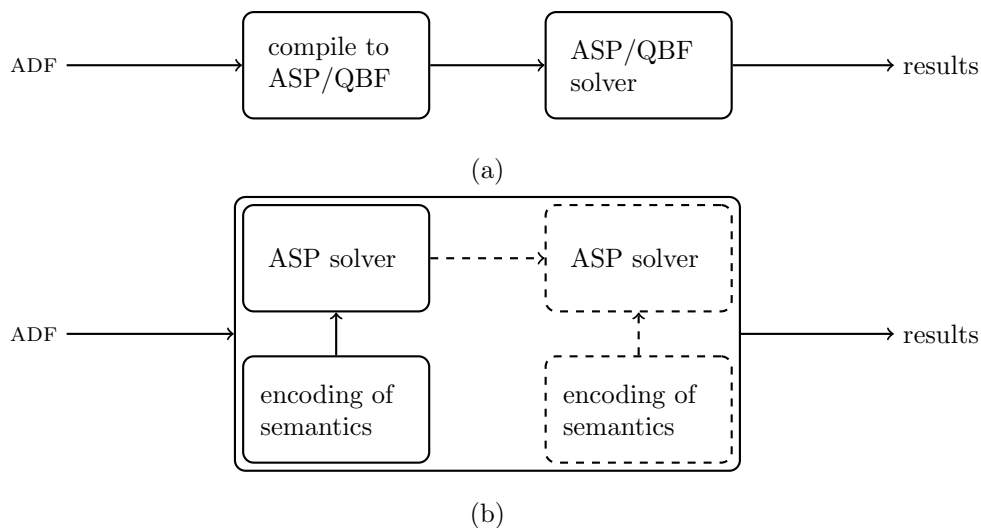 ADF
compile to
ASP/QBF
ASP/QBF
solver
results
(a)
ASP solver
ASP solver
ADF
results
encoding of
semantics
encoding of
semantics
(b)